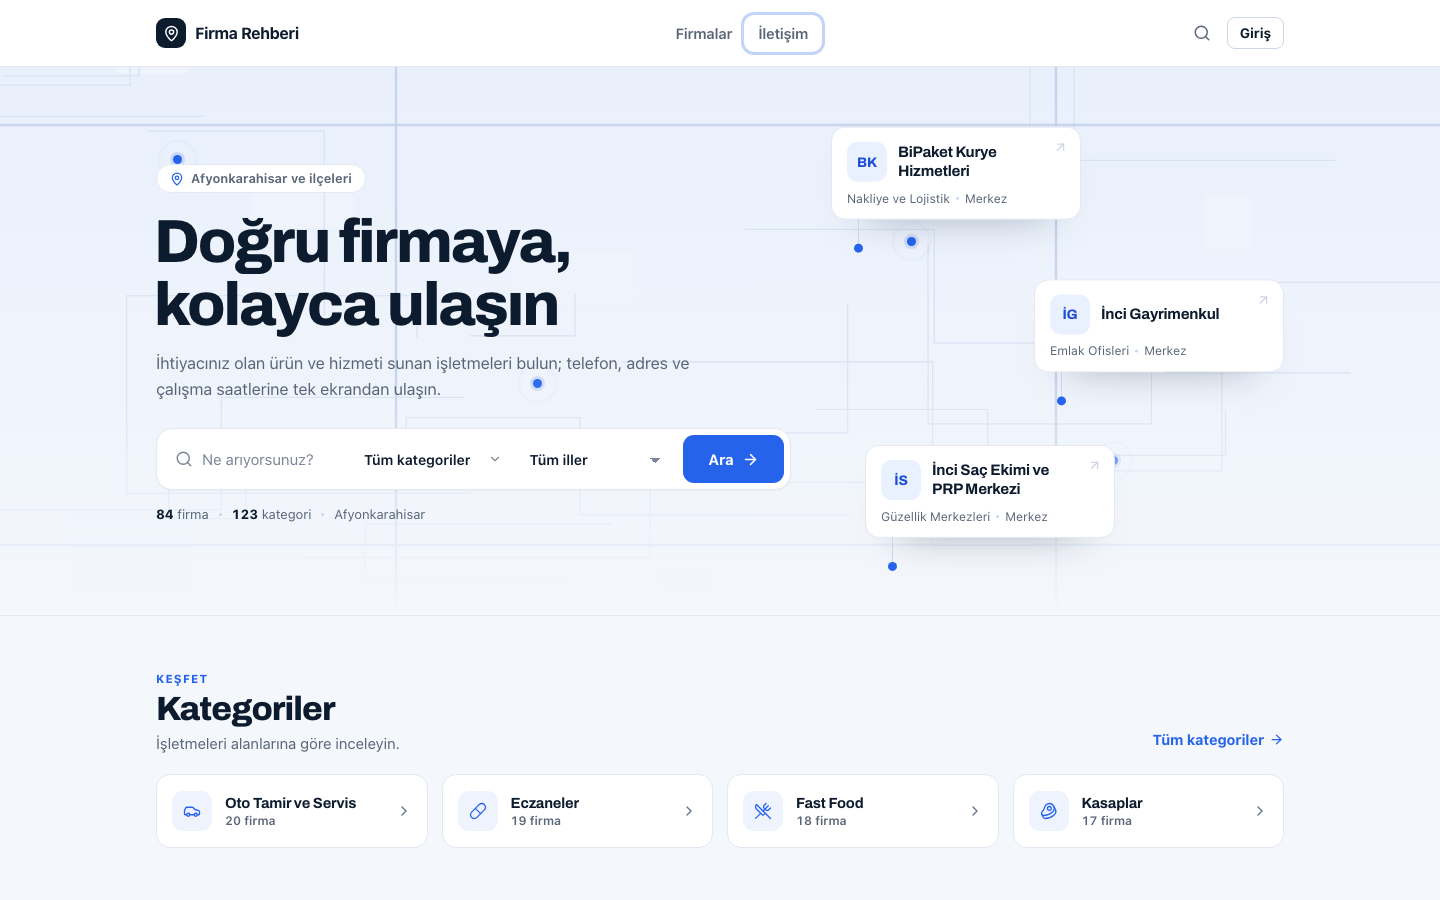 Firma Rehberi
Firmalar
İletişim
Giriş
Afyonkarahisar ve ilçeleri
Doğru firmaya,
kolayca ulaşın
İhtiyacınız olan ürün ve hizmeti sunan işletmeleri bulun; telefon, adres ve
çalışma saatlerine tek ekrandan ulaşın.
Ne arıyorsunuz?
Tüm kategoriler
Tüm iller
Ara
84 firma • 123 kategori • Afyonkarahisar
BK
BiPaket Kurye
Hizmetleri
Nakliye ve Lojistik • Merkez
İG
İnci Gayrimenkul
Emlak Ofisleri • Merkez
İS
İnci Saç Ekimi ve
PRP Merkezi
Güzellik Merkezleri • Merkez
KEŞFET
Kategoriler
İşletmeleri alanlarına göre inceleyin.
Tüm kategoriler
Oto Tamir ve Servis
20 firma
Eczaneler
19 firma
Fast Food
18 firma
Kasaplar
17 firma